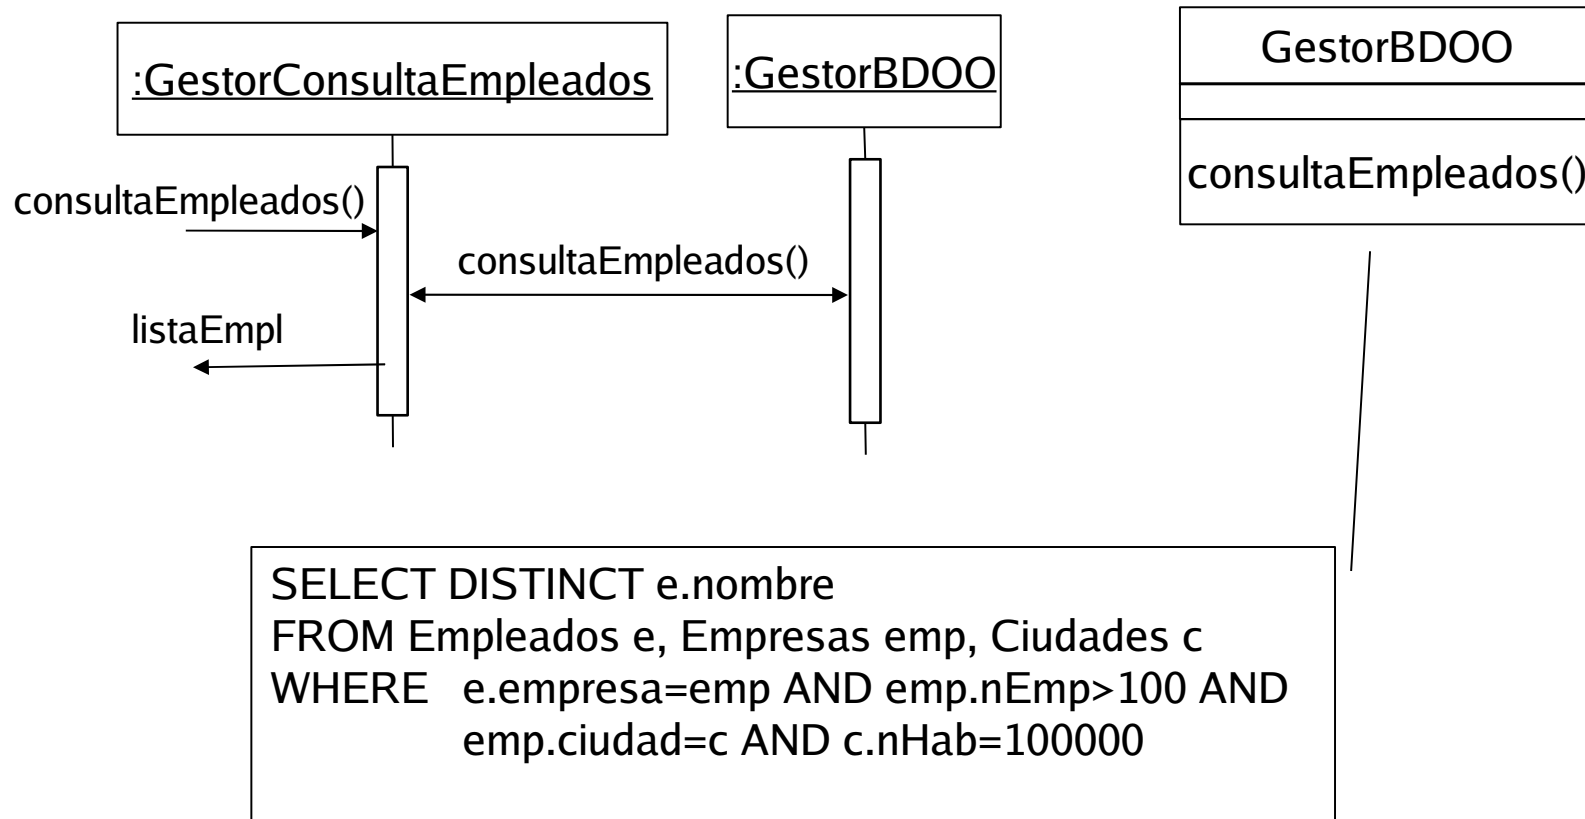 :GestorConsultaEmpleados
:GestorBDOO
GestorBDOO
consultaEmpleados()
consultaEmpleados()
consultaEmpleados()
listaEmpl
SELECT DISTINCT e.nombre
FROM Empleados e, Empresas emp, Ciudades c
WHERE e.empresa=emp AND emp.nEmp>100 AND
emp.ciudad=c AND c.nHab=100000